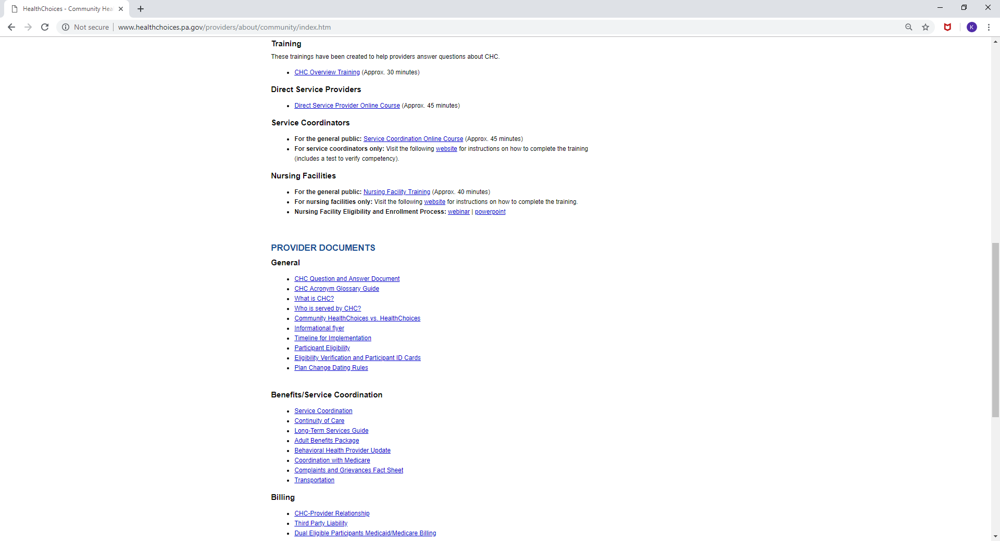 HealthChoices - Community Hea
Not secure
www.healthchoices.pa.gov/providers/about/community/index.htm
K
Training
These trainings have been created to help providers answer questions about CHC.
CHC Overview Training (Approx. 30 minutes)
Direct Service Providers
Direct Service Provider Online Course (Approx. 45 minutes)
Service Coordinators
For the general public: Service Coordination Online Course (Approx. 45 minutes)
For service coordinators only: Visit the following website for instructions on how to complete the training
(includes a test to verify competency).
Nursing Facilities
For the general public: Nursing Facility Training (Approx. 40 minutes)
For nursing facilities only: Visit the following website for instructions on how to complete the training.
Nursing Facility Eligibility and Enrollment Process: webinar | powerpoint
PROVIDER DOCUMENTS
General
CHC Question and Answer Document
CHC Acronym Glossary Guide
What is CHC?
Who is served by CHC?
Community HealthChoices vs. HealthChoices
Informational flyer
Timeline for Implementation
Participant Eligibility
Eligibility Verification and Participant ID Cards
Plan Change Dating Rules
Benefits/Service Coordination
Service Coordination
Continuity of Care
Long-Term Services Guide
Adult Benefits Package
Behavioral Health Provider Update
Coordination with Medicare
Complaints and Grievances Fact Sheet
Transportation
Billing
CHC-Provider Relationship
Third Party Liability
Dual Eligible Participants Medicaid/Medicare Billing